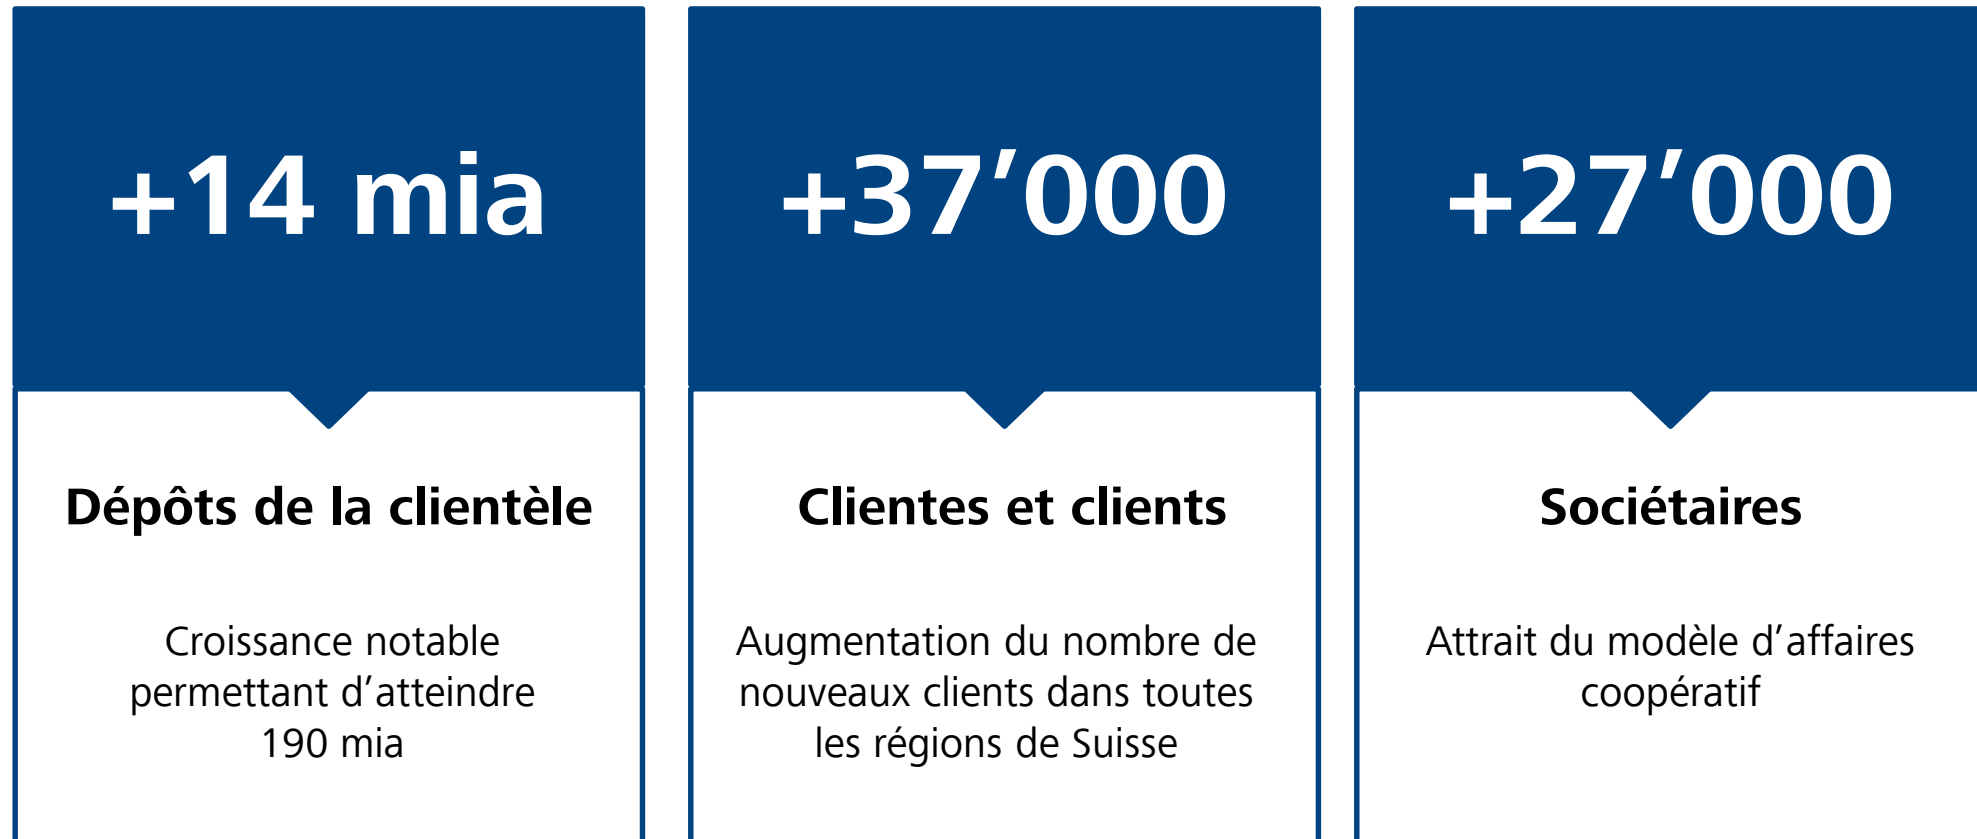 +14 mia
Dépôts de la clientèle
Croissance notable
permettant d’atteindre
190 mia
+37’000
Clientes et clients
Augmentation du nombre de
nouveaux clients dans toutes
les régions de Suisse
+27’000
Sociétaires
Attrait du modèle d’affaires
coopératif